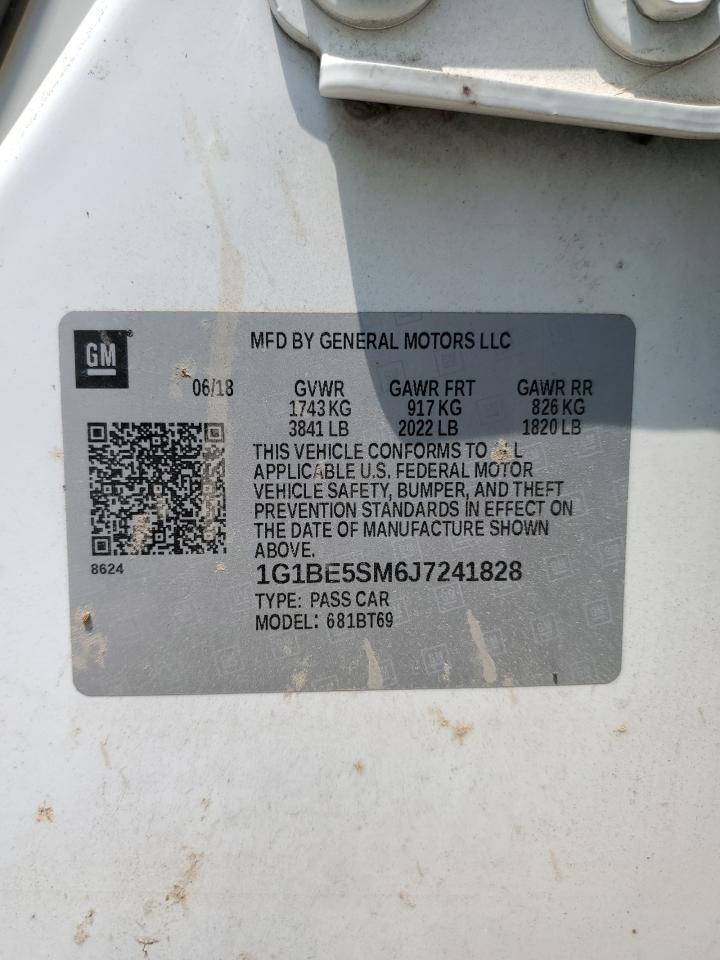 GM
MFD BY GENERAL MOTORS LLC
06/18 GVWR GAWR FRT GAWR RR
1743 KG 917 KG 826 KG
3841 LB 2022 LB 1820 LB
THIS VEHICLE CONFORMS TO
APPLICABLE U.S. FEDERAL MOTOR
VEHICLE SAFETY, BUMPER, AND THEFT
PREVENTION STANDARDS IN EFFECT ON
THE DATE OF MANUFACTURE SHOWN
ABOVE.
8624
1G1BE5SM6J7241828
TYPE: PASS CAR
MODEL: 681BT69